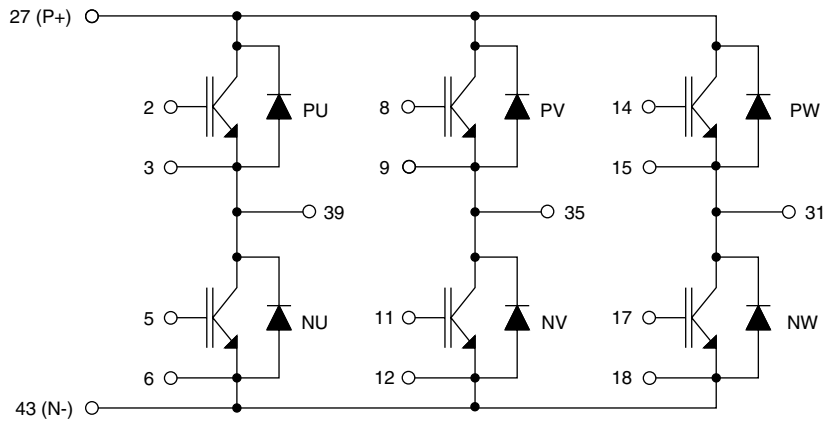 27 (P+)
2 PU 8 PV 14 PW
3 9 15
39 35 31
5 NU 11 NV 17 NW
6 12 18
43 (N-)